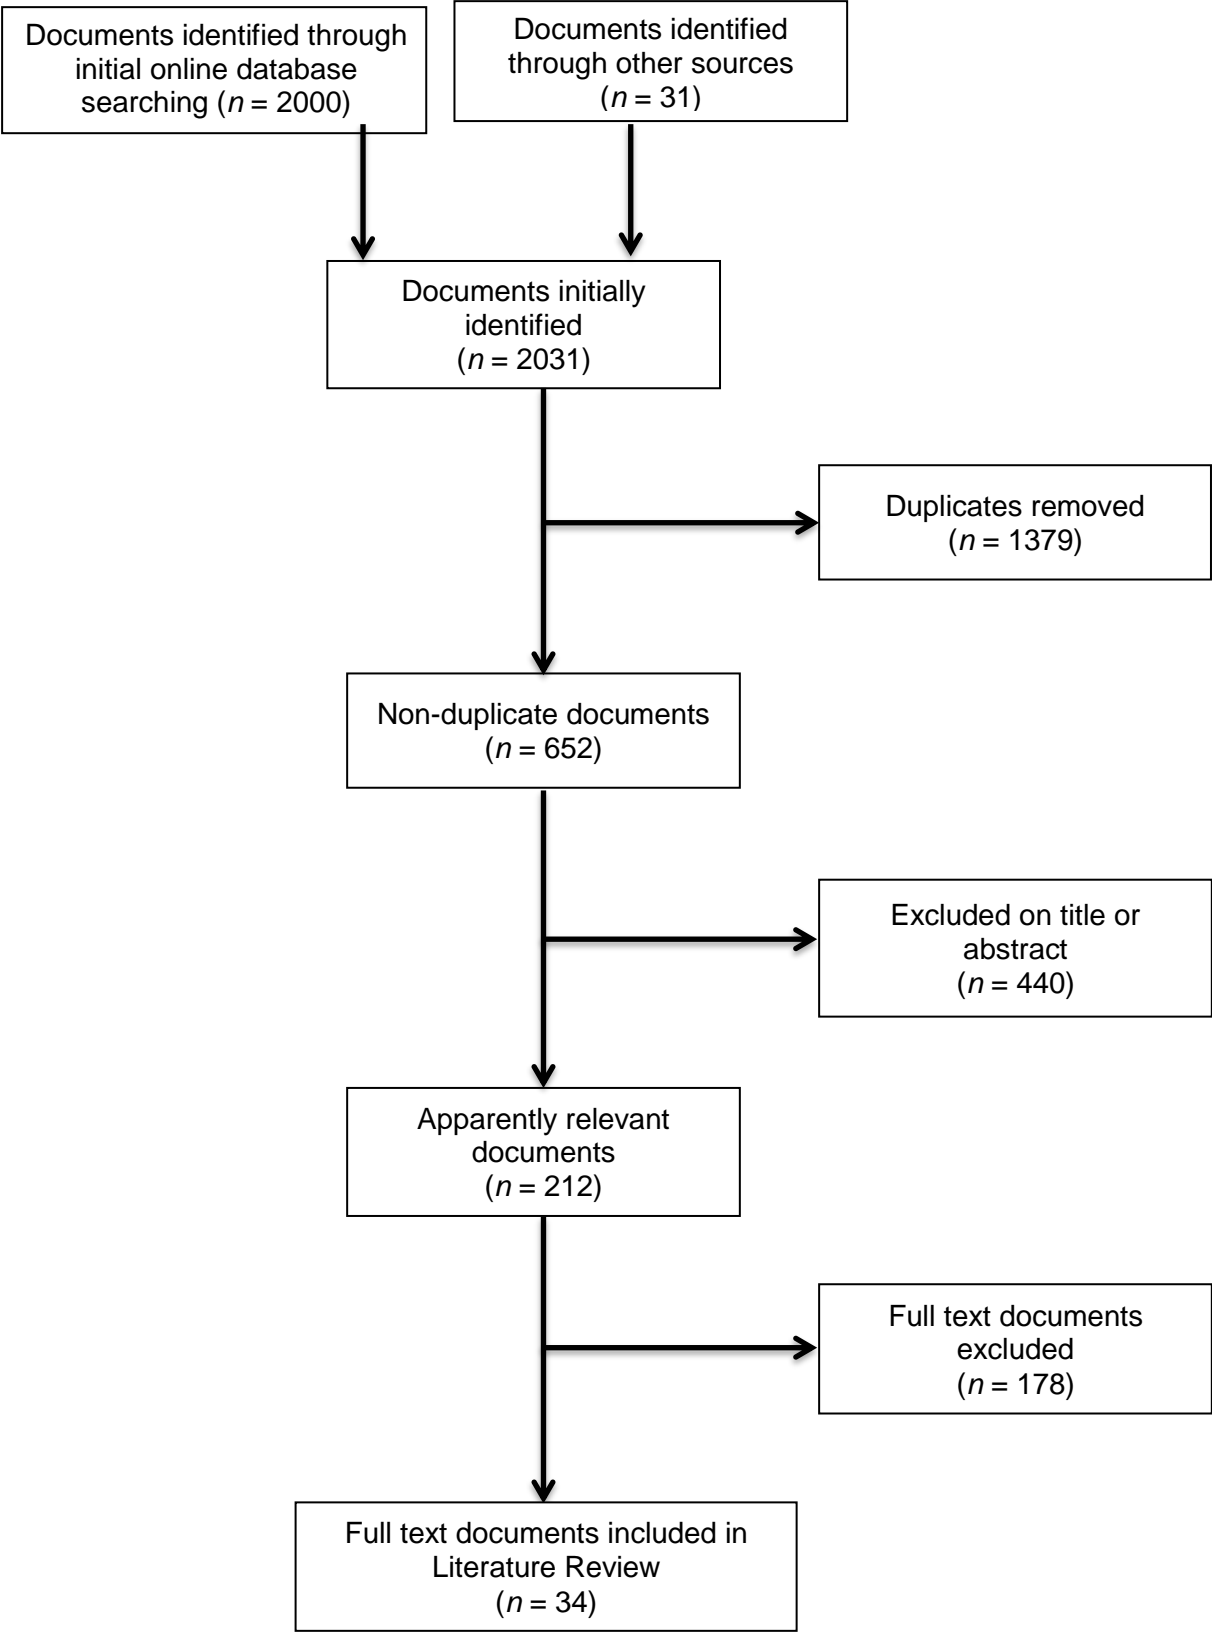 Documents identified through
initial online database
searching (n = 2000)
Documents identified
through other sources
(n = 31)
Documents initially
identified
(n = 2031)
Duplicates removed
(n = 1379)
Non-duplicate documents
(n = 652)
Excluded on title or
abstract
(n = 440)
Apparently relevant
documents
(n = 212)
Full text documents
excluded
(n = 178)
Full text documents included in
Literature Review
(n = 34)